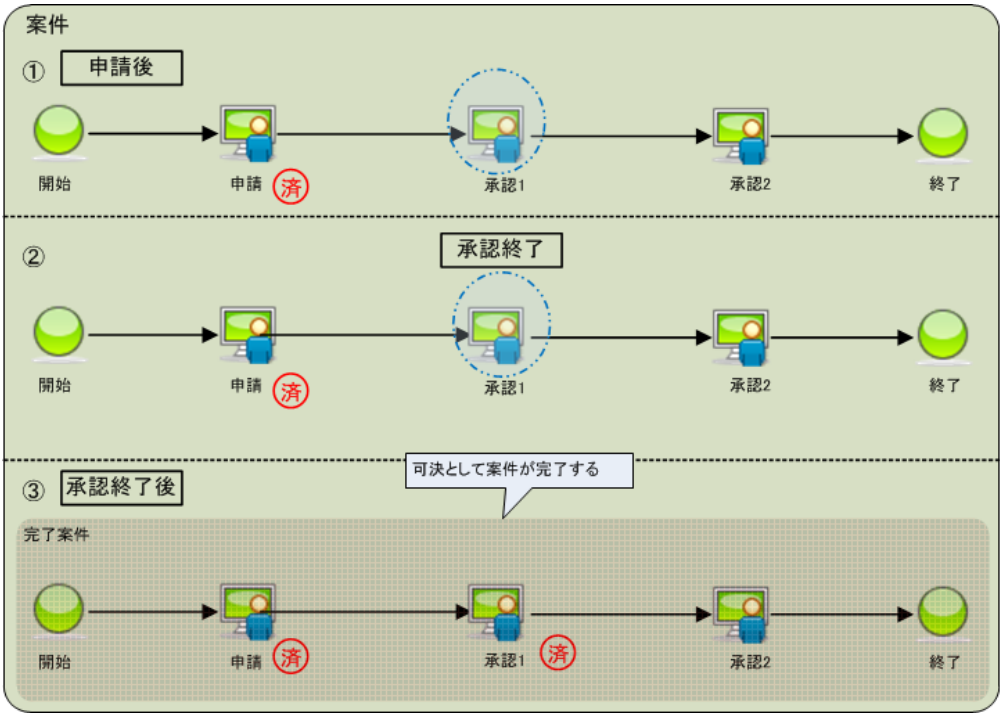 案件
① 申請後
開始
申請
済
承認1
承認2
終了
②
承認終了
開始
申請
済
承認1
承認2
終了
可決として案件が完了する
③ 承認終了後
完了案件
開始
申請
済
承認1
済
承認2
終了